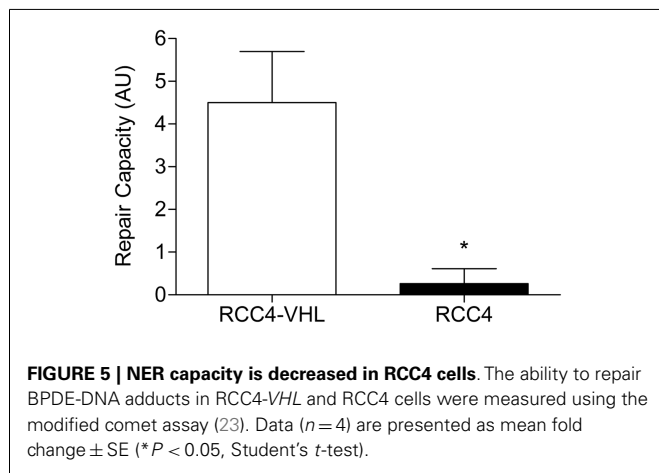 Repair Capacity (AU)
6
5
4
3
2
1
0
*
RCC4-VHL
RCC4
FIGURE 5 | NER capacity is decreased in RCC4 cells. The ability to repair
BPDE-DNA adducts in RCC4-VHL and RCC4 cells were measured using the
modified comet assay (23). Data (n = 4) are presented as mean fold
change ± SE (*P < 0.05, Student's t-test).